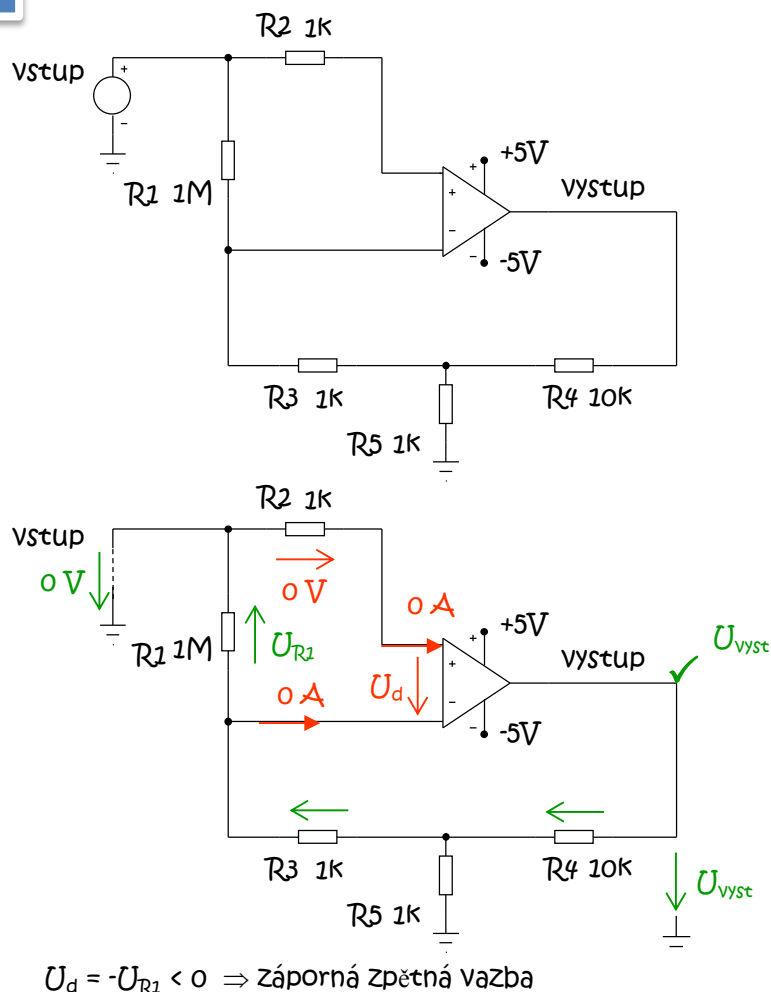 R2 1k
vstup
+
-
R1 1M
+
-
+
+5V
-
-5V
vystup
R3 1k
R4 10k
R5 1k
R2 1k
vstup
0 V
0 V
0 A
R1 1M
U_R1
0 A
U_d
+
-
+
+5V
-
-5V
vystup
U_vyst
R3 1k
R4 10k
R5 1k
U_vyst
U_d = -U_R1 < 0 ⇒ záporná zpětná vazba